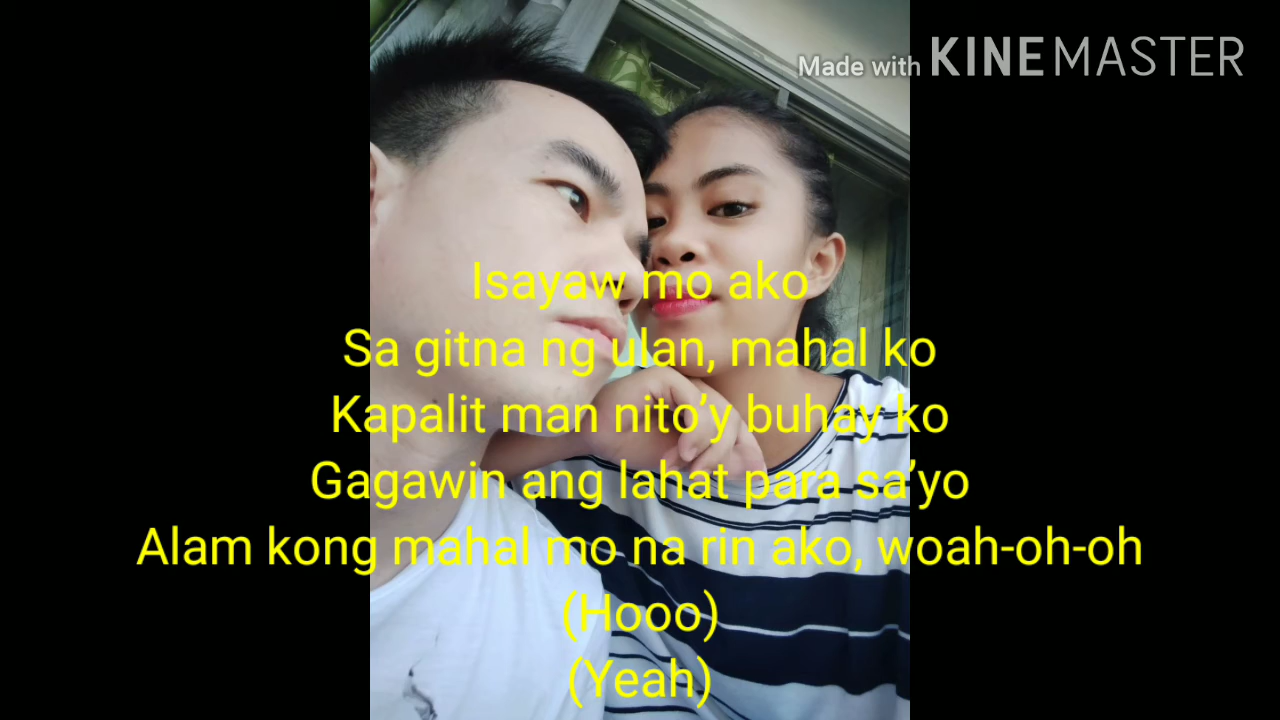 Made with KINEMASTER
Isayaw mo ako
Sa gitna ng ulan, mahal ko
Kapalit man nito’y buhay ko
Gagawin ang lahat para sa’yo
Alam kong mahal mo na rin ako, woah-oh-oh
(Hooo)
(Yeah)